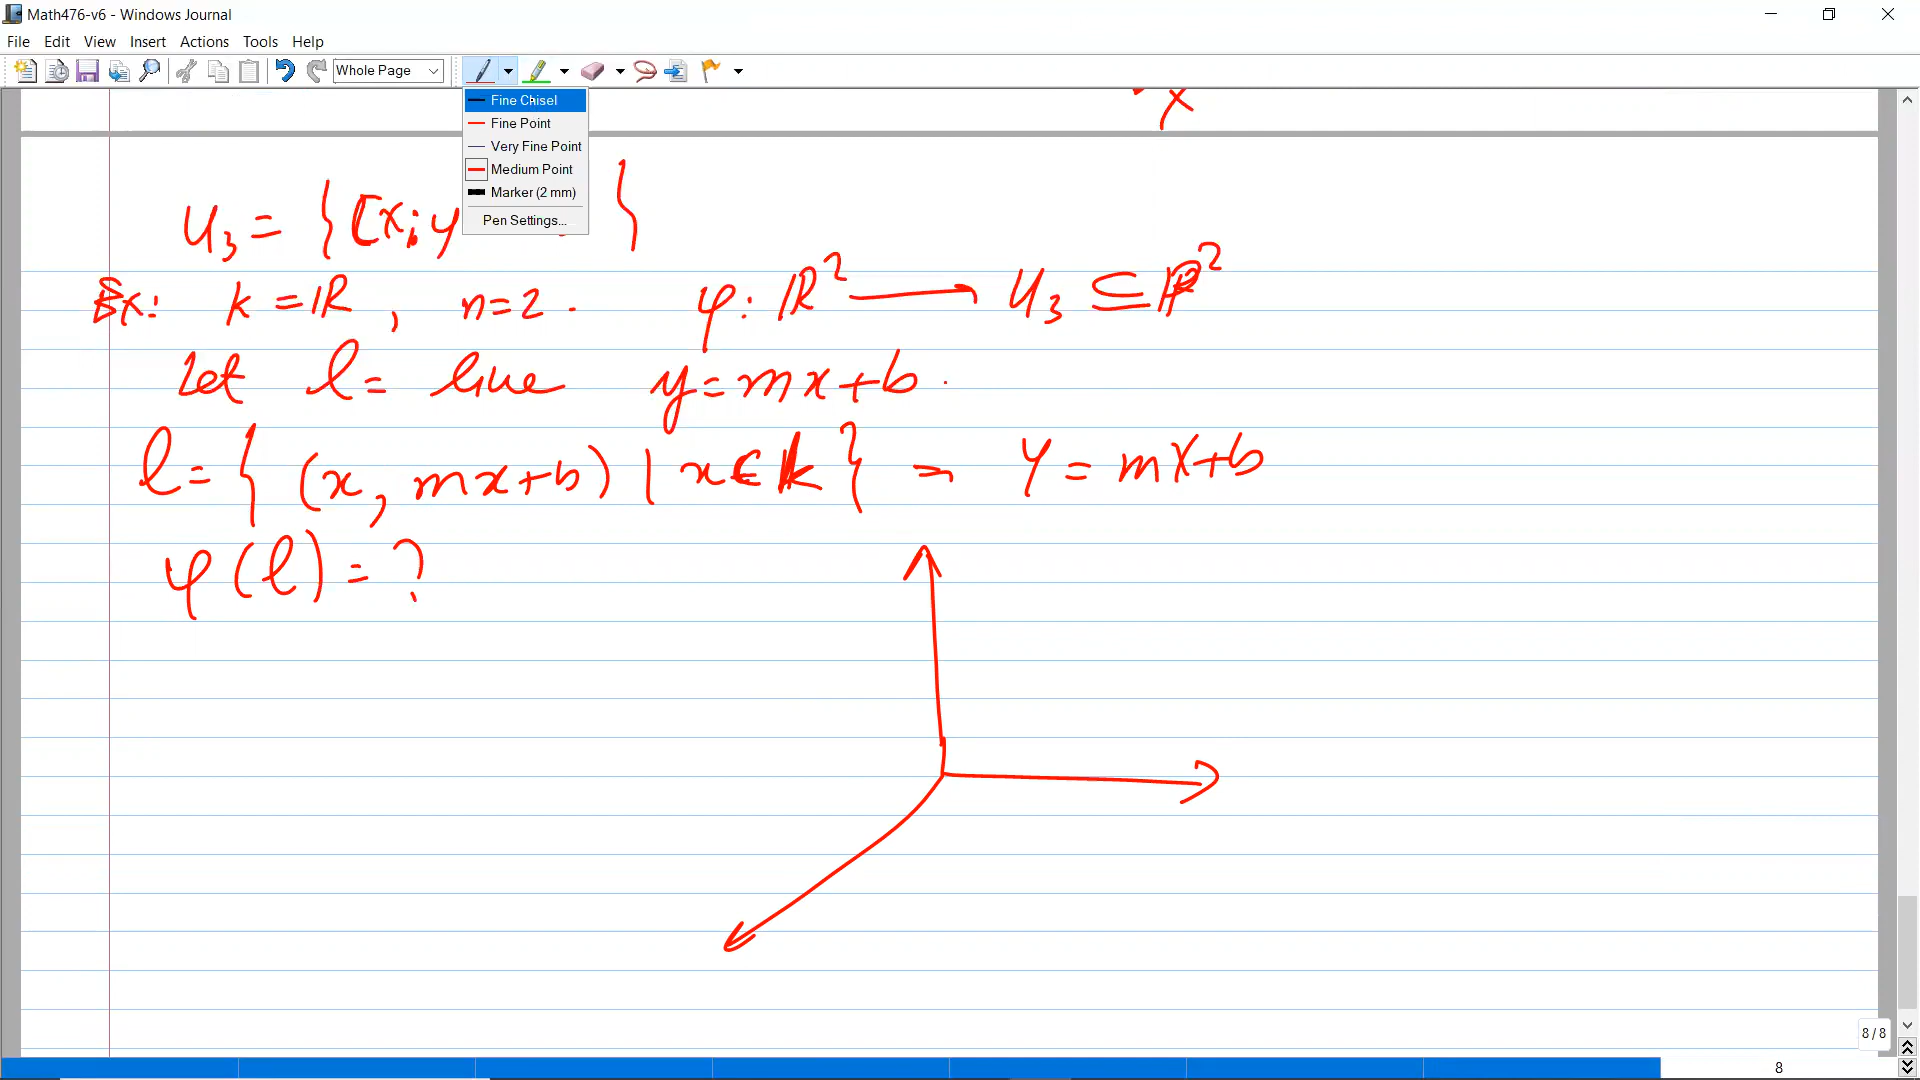 Math476-v6 - Windows Journal
File Edit View Insert Actions Tools Help
Whole Page
Fine Chisel
Fine Point
Very Fine Point
Medium Point
Marker (2 mm)
Pen Settings...
x
U₃ = { [x: y }
Ex: k = ℝ, n=2. φ: ℝ² ⟶ U₃ ⊆ ℙ²
Let l = line y=mx+b.
l = { (x, mx+b) | x ∈ k } = Y = mX+b
φ(l) = ?
8 / 8
8